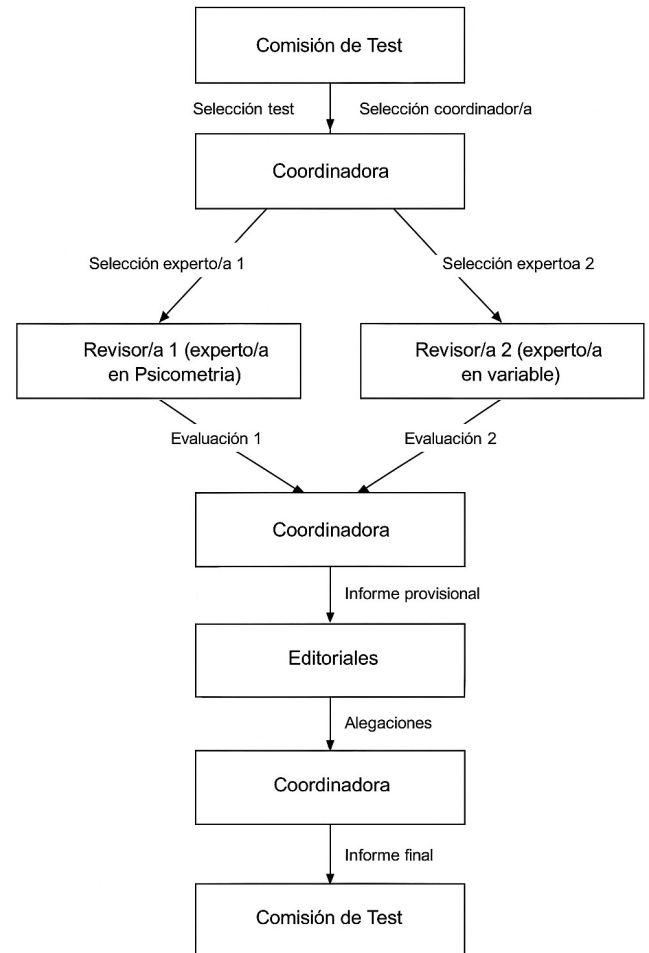 Comisión de Test
Selección test
Selección coordinador/a
Coordinadora
Selección experto/a 1
Selección expertoa 2
Revisor/a 1 (experto/a
en Psicometria)
Revisor/a 2 (experto/a
en variable)
Evaluación 1
Evaluación 2
Coordinadora
Informe provisional
Editoriales
Alegaciones
Coordinadora
Informe final
Comisión de Test